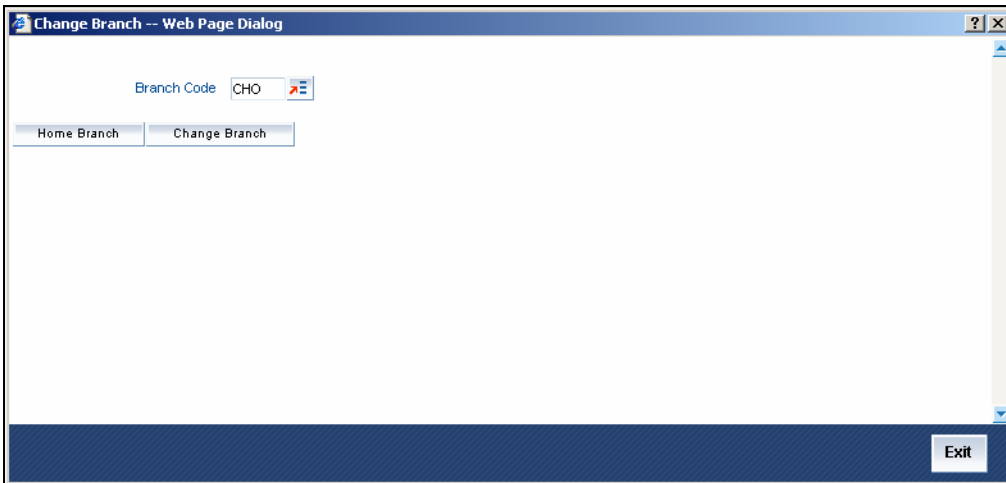 Change Branch -- Web Page Dialog
Branch Code CHO
Home Branch Change Branch
Exit